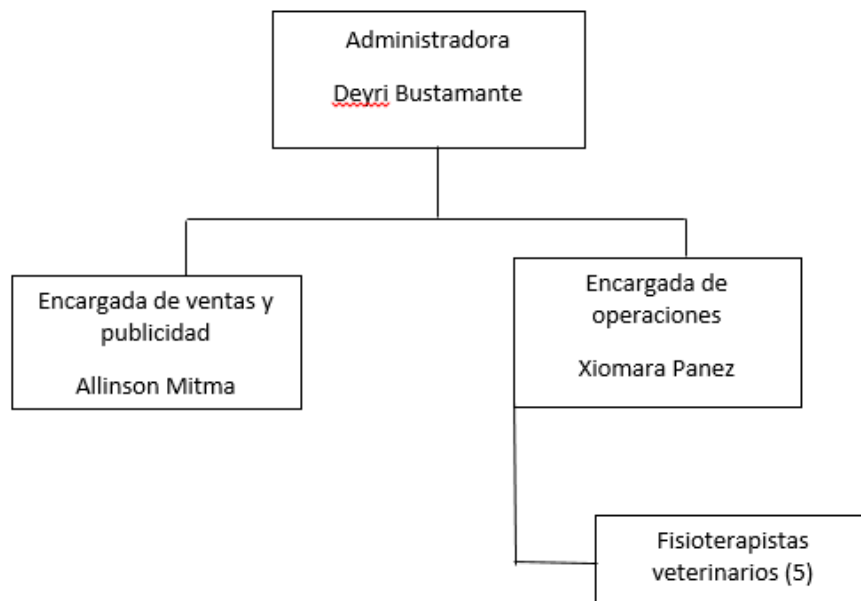 Administradora
Deyri Bustamante
Encargada de ventas y
publicidad
Allinson Mitma
Encargada de
operaciones
Xiomara Panez
Fisioterapistas
veterinarios (5)